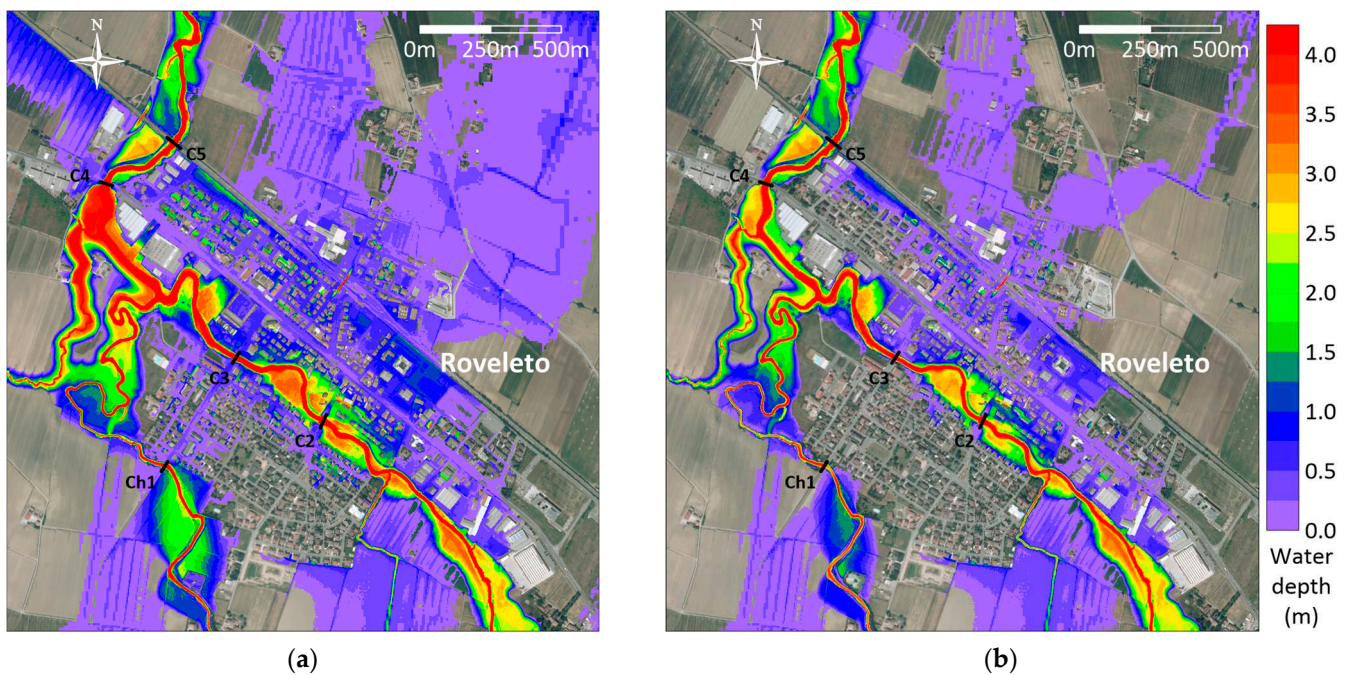 N
0m 250m 500m
C5
C4
Roveleto
C3
C2
Ch1
(a)
N
0m 250m 500m
C5
C4
Roveleto
C3
C2
Ch1
(b)
4.0
3.5
3.0
2.5
2.0
1.5
1.0
0.5
0.0
Water
depth
(m)